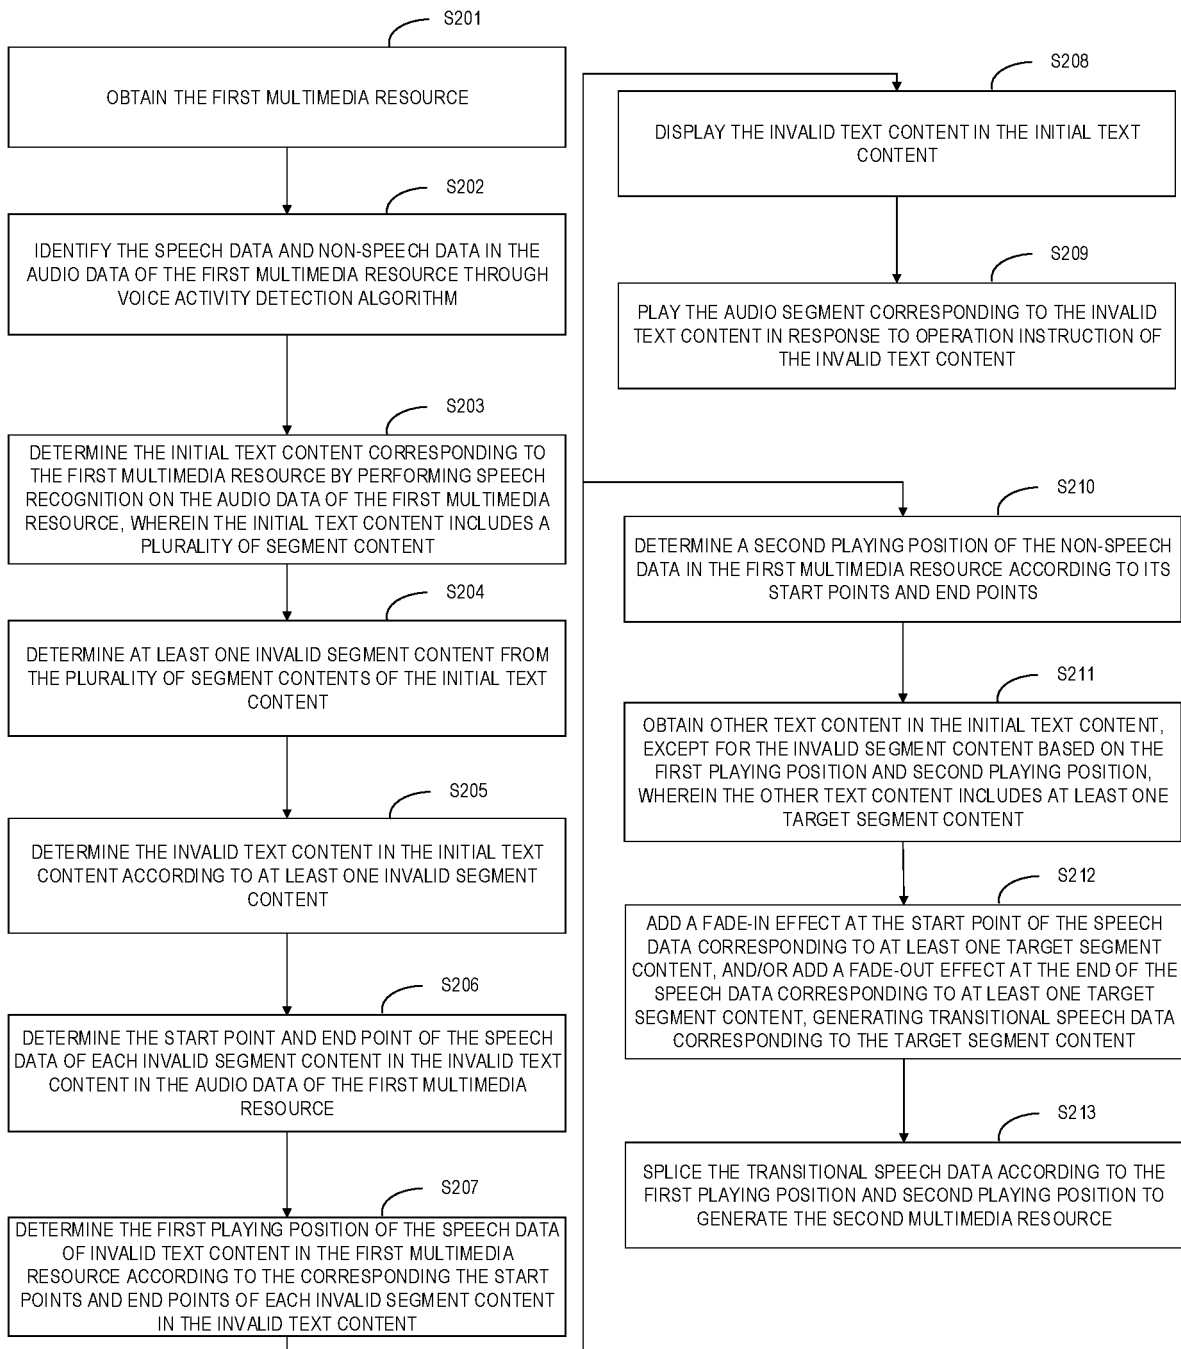 S201
OBTAIN THE FIRST MULTIMEDIA RESOURCE
S202
IDENTIFY THE SPEECH DATA AND NON-SPEECH DATA IN THE
AUDIO DATA OF THE FIRST MULTIMEDIA RESOURCE THROUGH
VOICE ACTIVITY DETECTION ALGORITHM
S203
DETERMINE THE INITIAL TEXT CONTENT CORRESPONDING TO
THE FIRST MULTIMEDIA RESOURCE BY PERFORMING SPEECH
RECOGNITION ON THE AUDIO DATA OF THE FIRST MULTIMEDIA
RESOURCE, WHEREIN THE INITIAL TEXT CONTENT INCLUDES A
PLURALITY OF SEGMENT CONTENT
S204
DETERMINE AT LEAST ONE INVALID SEGMENT CONTENT FROM
THE PLURALITY OF SEGMENT CONTENTS OF THE INITIAL TEXT
CONTENT
S205
DETERMINE THE INVALID TEXT CONTENT IN THE INITIAL TEXT
CONTENT ACCORDING TO AT LEAST ONE INVALID SEGMENT
CONTENT
S206
DETERMINE THE START POINT AND END POINT OF THE SPEECH
DATA OF EACH INVALID SEGMENT CONTENT IN THE INVALID TEXT
CONTENT IN THE AUDIO DATA OF THE FIRST MULTIMEDIA
RESOURCE
S207
DETERMINE THE FIRST PLAYING POSITION OF THE SPEECH DATA
OF INVALID TEXT CONTENT IN THE FIRST MULTIMEDIA
RESOURCE ACCORDING TO THE CORRESPONDING THE START
POINTS AND END POINTS OF EACH INVALID SEGMENT CONTENT
IN THE INVALID TEXT CONTENT
S208
DISPLAY THE INVALID TEXT CONTENT IN THE INITIAL TEXT
CONTENT
S209
PLAY THE AUDIO SEGMENT CORRESPONDING TO THE INVALID
TEXT CONTENT IN RESPONSE TO OPERATION INSTRUCTION OF
THE INVALID TEXT CONTENT
S210
DETERMINE A SECOND PLAYING POSITION OF THE NON-SPEECH
DATA IN THE FIRST MULTIMEDIA RESOURCE ACCORDING TO ITS
START POINTS AND END POINTS
S211
OBTAIN OTHER TEXT CONTENT IN THE INITIAL TEXT CONTENT,
EXCEPT FOR THE INVALID SEGMENT CONTENT BASED ON THE
FIRST PLAYING POSITION AND SECOND PLAYING POSITION,
WHEREIN THE OTHER TEXT CONTENT INCLUDES AT LEAST ONE
TARGET SEGMENT CONTENT
S212
ADD A FADE-IN EFFECT AT THE START POINT OF THE SPEECH
DATA CORRESPONDING TO AT LEAST ONE TARGET SEGMENT
CONTENT, AND/OR ADD A FADE-OUT EFFECT AT THE END OF THE
SPEECH DATA CORRESPONDING TO AT LEAST ONE TARGET
SEGMENT CONTENT, GENERATING TRANSITIONAL SPEECH DATA
CORRESPONDING TO THE TARGET SEGMENT CONTENT
S213
SPLICE THE TRANSITIONAL SPEECH DATA ACCORDING TO THE
FIRST PLAYING POSITION AND SECOND PLAYING POSITION TO
GENERATE THE SECOND MULTIMEDIA RESOURCE